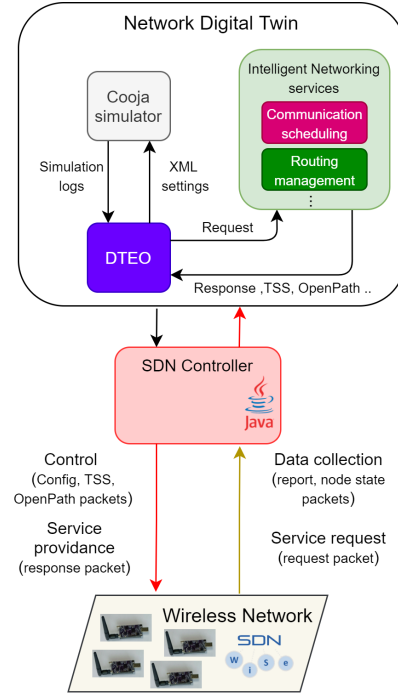 Network Digital Twin
Cooja
simulator
Intelligent Networking
services
Communication
scheduling
Routing
management
⋮
Simulation
logs
XML
settings
Request
DTEO
Response ,TSS, OpenPath ..
SDN Controller
Java
Control
(Config, TSS,
OpenPath packets)
Service
providance
(response packet)
Data collection
(report, node state
packets)
Service request
(request packet)
Wireless Network
SDN
W i S e